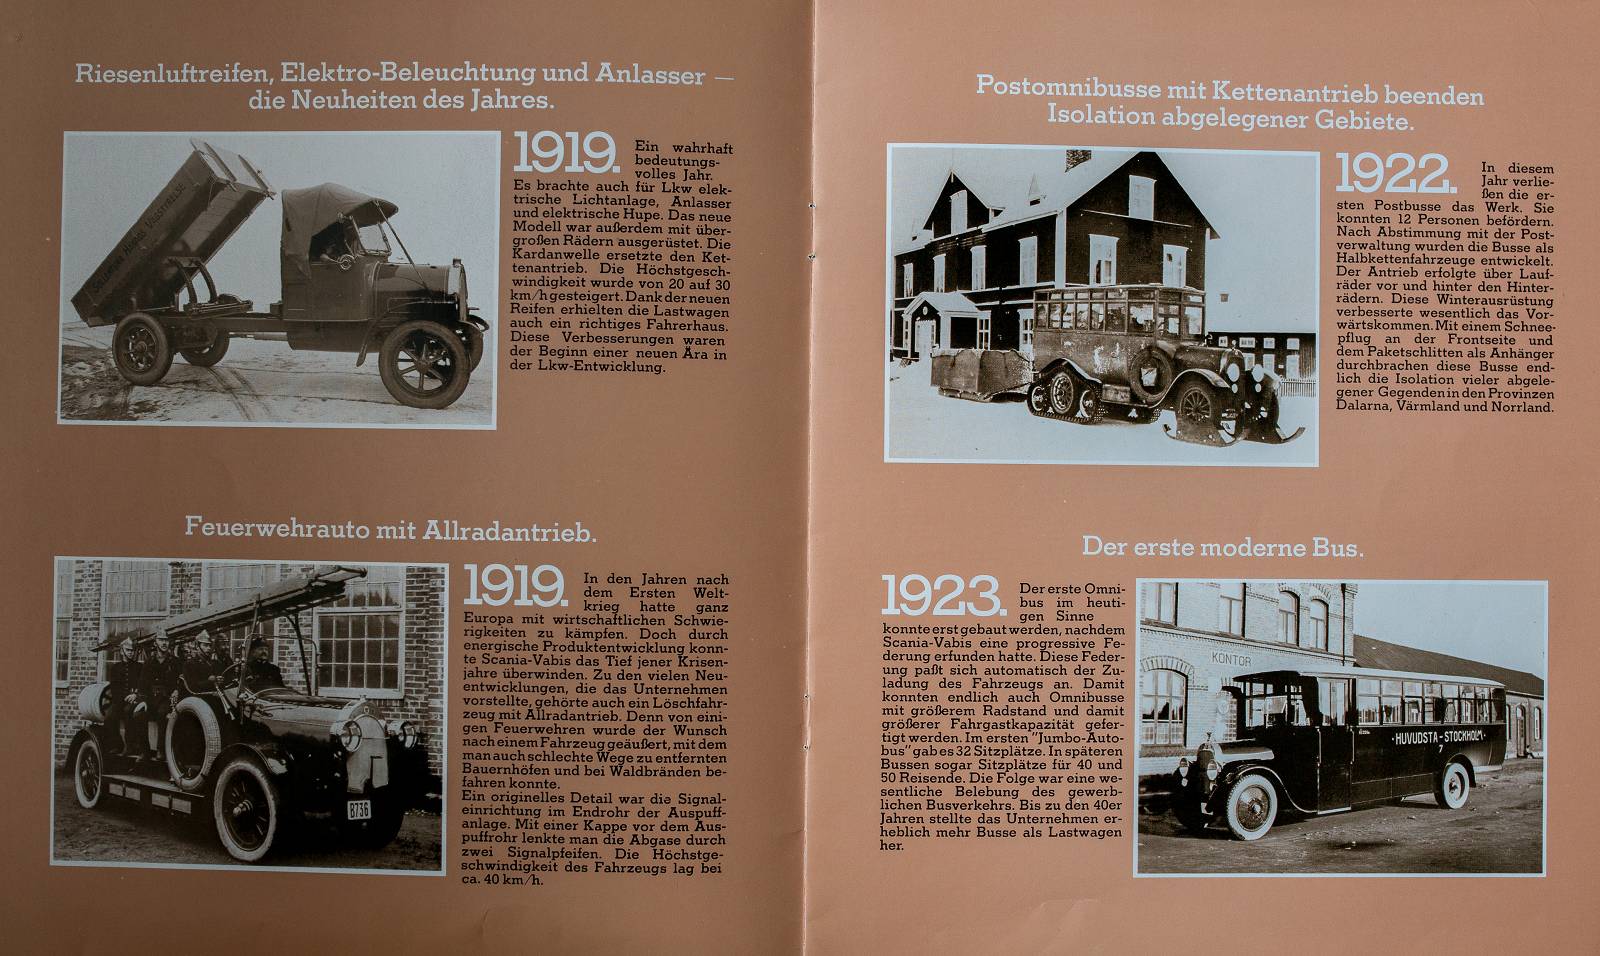 Riesenluftreifen, Elektro-Beleuchtung und Anlasser —
die Neuheiten des Jahres.
1919.
Ein wahrhaft
bedeutungs-
volles Jahr.
Es brachte auch für Lkw elek-
trische Lichtanlage, Anlasser
und elektrische Hupe. Das neue
Modell war außerdem mit über-
großen Rädern ausgerüstet. Die
Kardanwelle ersetzte den Ket-
tenantrieb. Die Höchstgesch-
windigkeit wurde von 20 auf 30
km/h gesteigert. Dank der neuen
Reifen erhielten die Lastwagen
auch ein richtiges Fahrerhaus.
Diese Verbesserungen waren
der Beginn einer neuen Ära in
der Lkw-Entwicklung.
Feuerwehrauto mit Allradantrieb.
B736
1919.
In den Jahren nach
dem Ersten Welt-
krieg hatte ganz
Europa mit wirtschaftlichen Schwie-
rigkeiten zu kämpfen. Doch durch
energische Produktentwicklung konn-
te Scania-Vabis das Tief jener Krisen-
jahre überwinden. Zu den vielen Neu-
entwicklungen, die das Unternehmen
vorstellte, gehörte auch ein Löschfahr-
zeug mit Allradantrieb. Denn von eini-
gen Feuerwehren wurde der Wunsch
nach einem Fahrzeug geäußert, mit dem
man auch schlechte Wege zu entfernten
Bauernhöfen und bei Waldbränden be-
fahren konnte.
Ein originelles Detail war die Signal-
einrichtung im Endrohr der Auspuff-
anlage. Mit einer Kappe vor dem Aus-
puffrohr lenkte man die Abgase durch
zwei Signalpfeifen. Die Höchstge-
schwindigkeit des Fahrzeugs lag bei
ca. 40 km/h.
Postomnibusse mit Kettenantrieb beenden
Isolation abgelegener Gebiete.
1922.
In diesem
Jahr verlie-
ßen die er-
sten Postbusse das Werk. Sie
konnten 12 Personen befördern.
Nach Abstimmung mit der Post-
verwaltung wurden die Busse als
Halbkettenfahrzeuge entwickelt.
Der Antrieb erfolgte über Lauf-
räder vor und hinter den Hinter-
rädern. Diese Winterausrüstung
verbesserte wesentlich das Vor-
wärtskommen. Mit einem Schnee-
pflug an der Frontseite und
dem Paketschlitten als Anhänger
durchbrachen diese Busse end-
lich die Isolation vieler abgele-
gener Gegenden in den Provinzen
Dalarna, Värmland und Norrland.
Der erste moderne Bus.
1923.
Der erste Omni-
bus im heuti-
gen Sinne
konnte erst gebaut werden, nachdem
Scania-Vabis eine progressive Fe-
derung erfunden hatte. Diese Feder-
ung paßt sich automatisch der Zu-
ladung des Fahrzeugs an. Damit
konnten endlich auch Omnibusse
mit größerem Radstand und damit
größerer Fahrgastkapazität gefer-
tigt werden. Im ersten "Jumbo-Auto-
bus" gab es 32 Sitzplätze. In späteren
Bussen sogar Sitzplätze für 40 und
50 Reisende. Die Folge war eine we-
sentliche Belebung des gewerb-
lichen Busverkehrs. Bis zu den 40er
Jahren stellte das Unternehmen er-
heblich mehr Busse als Lastwagen
her.
KONTOR
· HUVUDSTA - STOCKHOLM ·
7